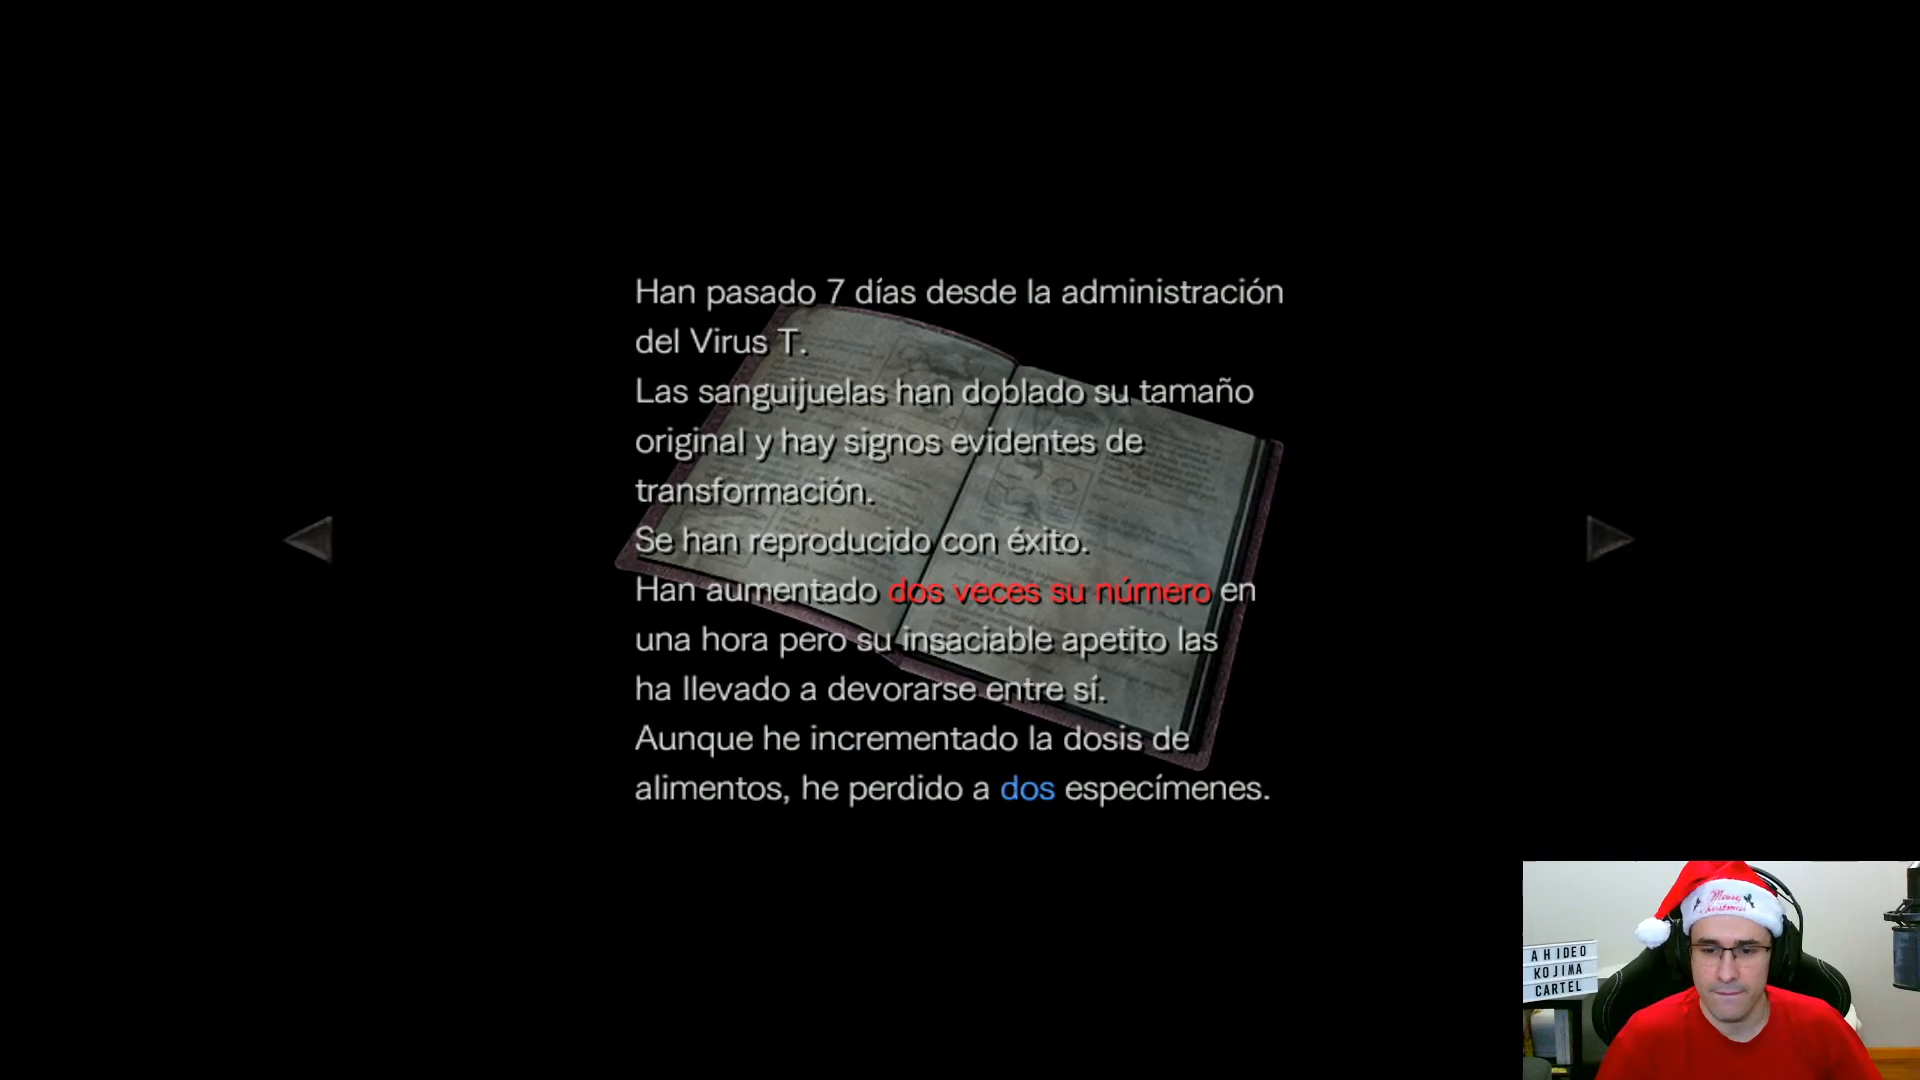 Han pasado 7 días desde la administración
del Virus T.
Las sanguijuelas han doblado su tamaño
original y hay signos evidentes de
transformación.
Se han reproducido con éxito.
Han aumentado dos veces su número en
una hora pero su insaciable apetito las
ha llevado a devorarse entre sí.
Aunque he incrementado la dosis de
alimentos, he perdido a dos especímenes.
Merry
Christmas
A HIDEO
KOJIMA
CARTEL